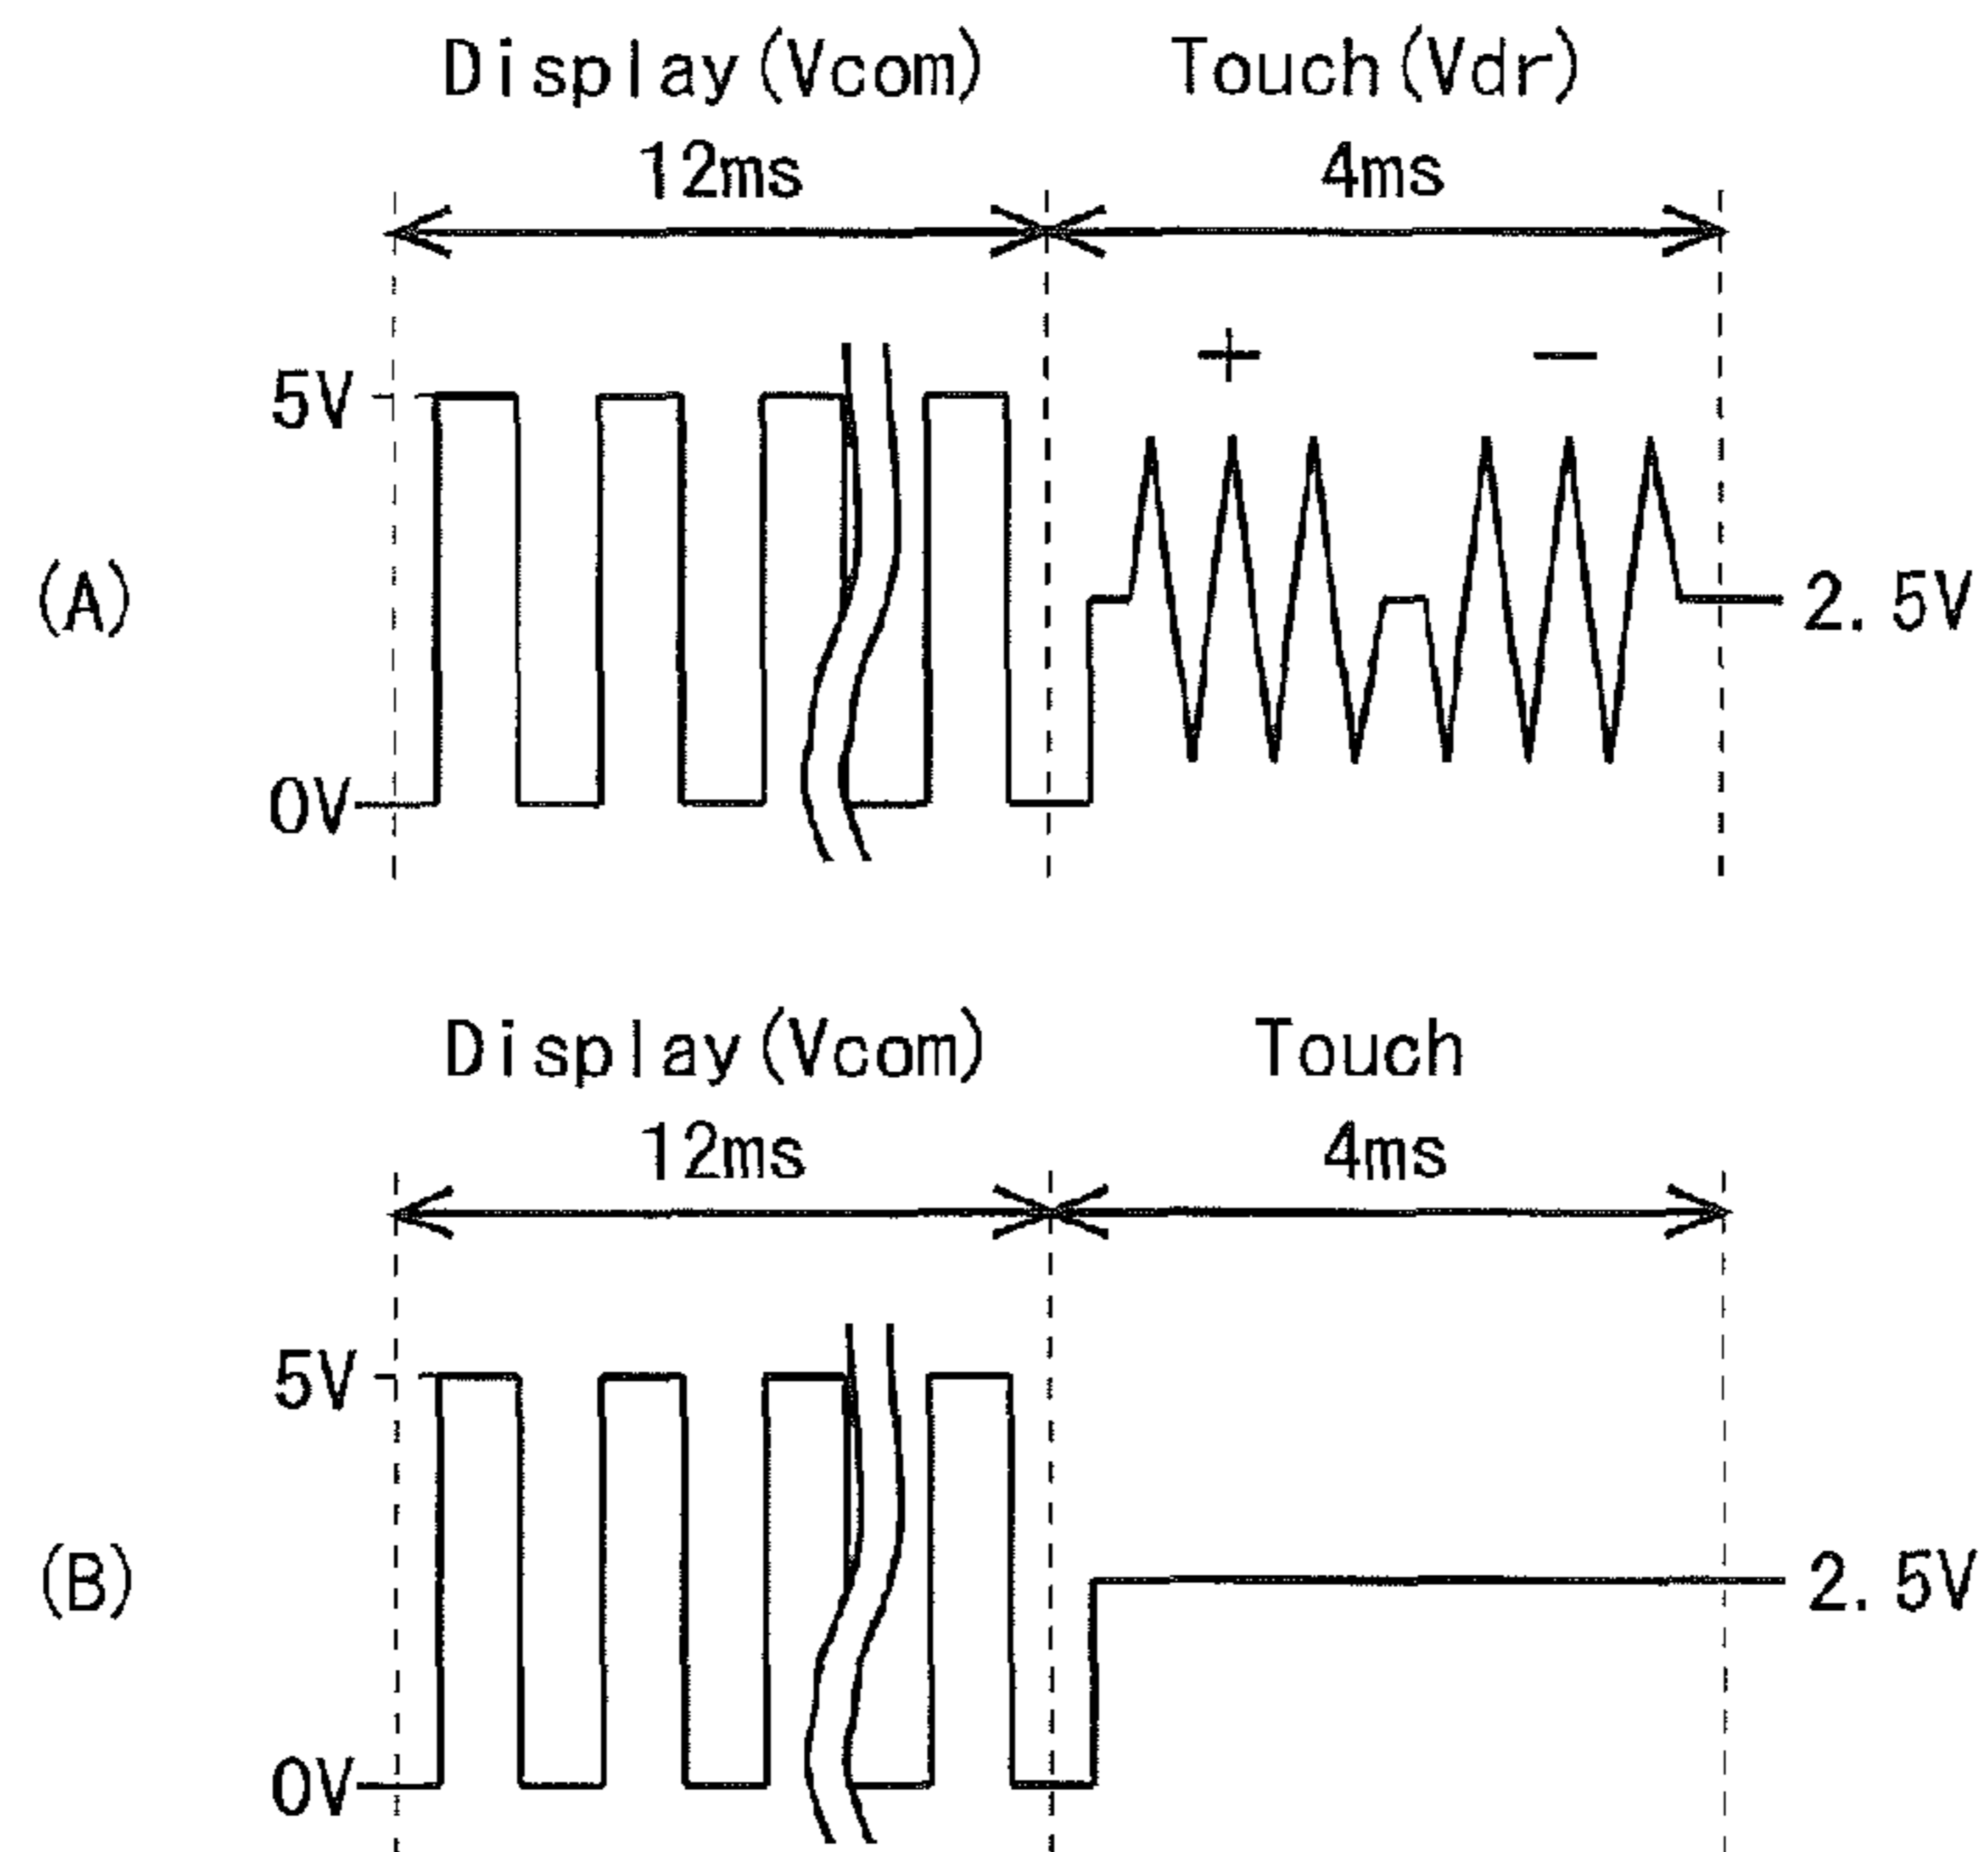 Display(Vcom) Touch(Vdr)
12ms 4ms
+ −
5V
(A)
2.5V
0V
Display(Vcom) Touch
12ms 4ms
5V
(B)
2.5V
0V